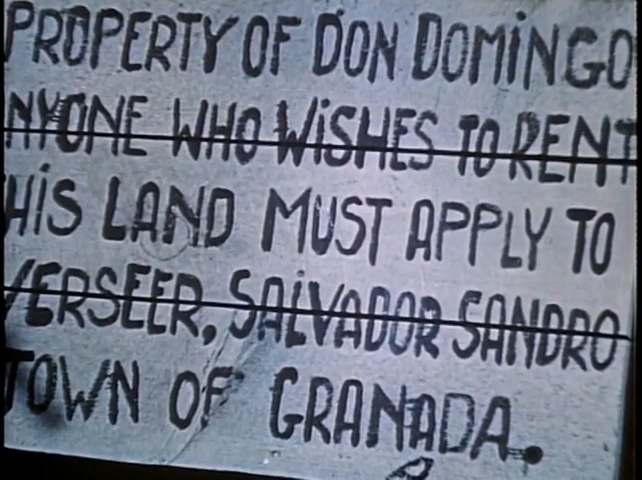 PROPERTY OF DON DOMINGO
NYONE WHO WISHES TO RENT
HIS LAND MUST APPLY TO
VERSEER, SALVADOR SANDRO
TOWN OF GRANADA.